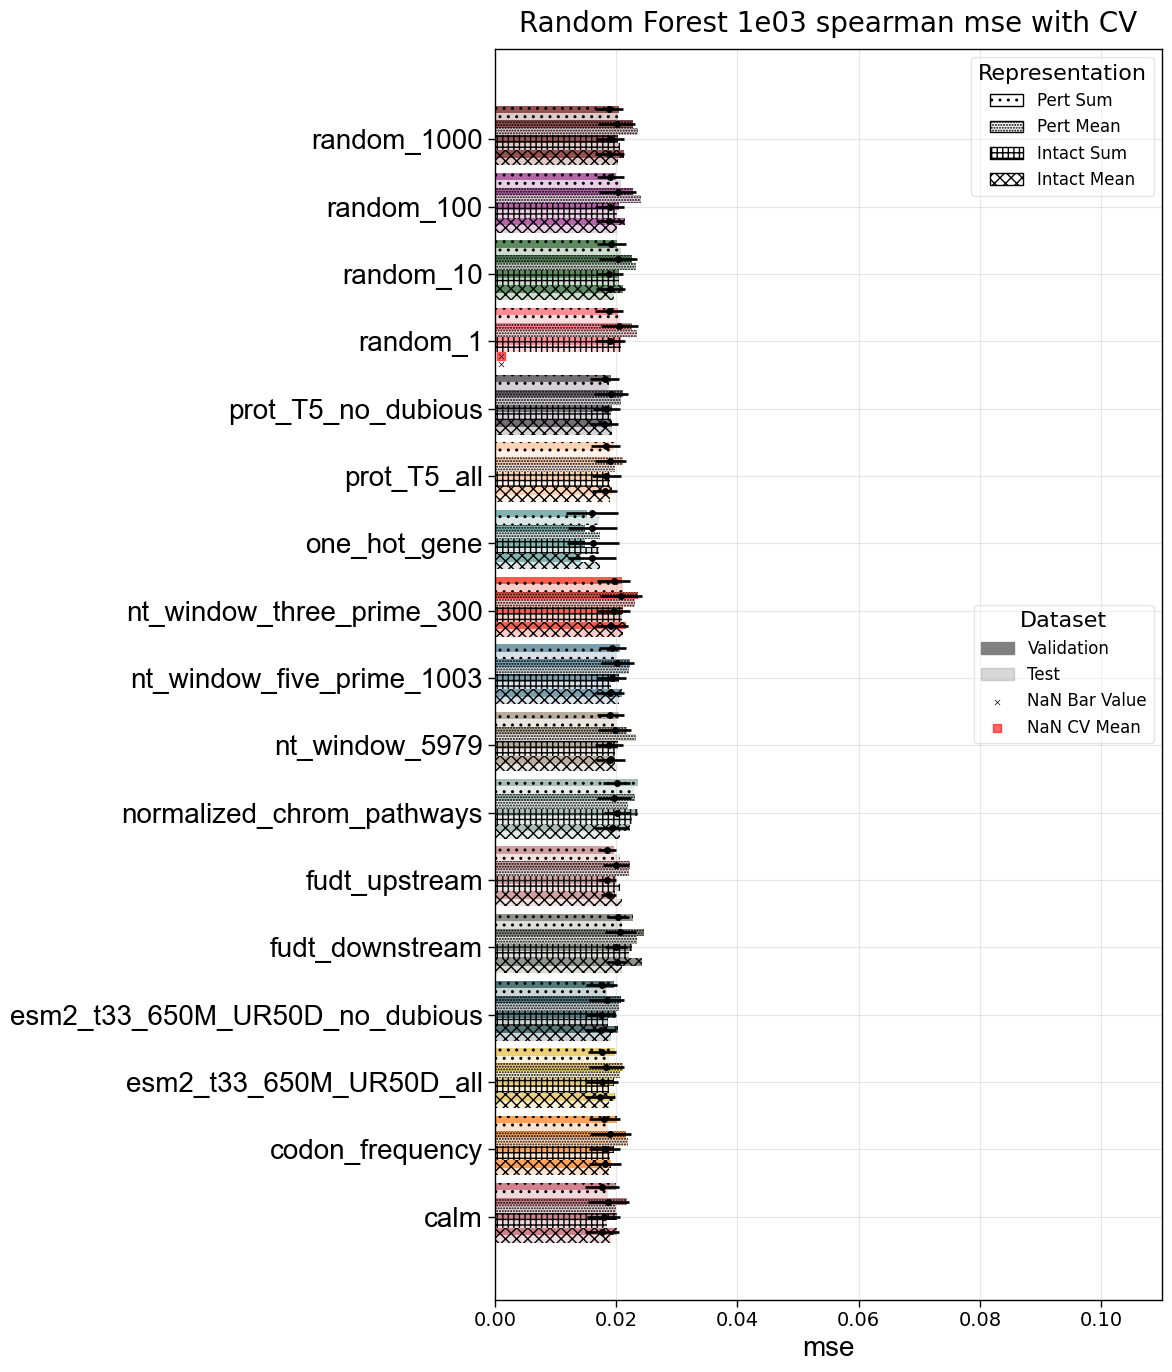 Random Forest 1e03 spearman mse with CV
Representation
Pert Sum
Pert Mean
Intact Sum
Intact Mean
random_1000
random_100
random_10
random_1
prot_T5_no_dubious
prot_T5_all
one_hot_gene
nt_window_three_prime_300
nt_window_five_prime_1003
nt_window_5979
normalized_chrom_pathways
fudt_upstream
fudt_downstream
esm2_t33_650M_UR50D_no_dubious
esm2_t33_650M_UR50D_all
codon_frequency
calm
Dataset
Validation
Test
NaN Bar Value
NaN CV Mean
0.00 0.02 0.04 0.06 0.08 0.10
mse